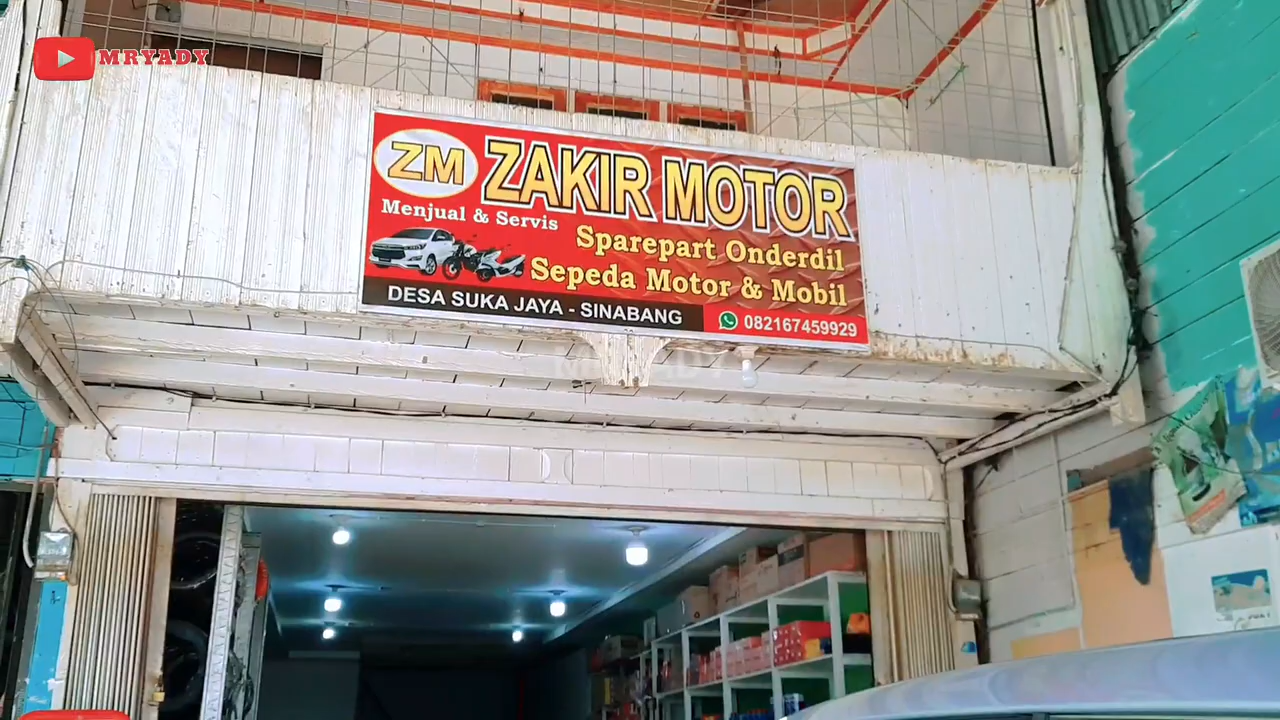 MRYADY
ZM ZAKIR MOTOR
Menjual & Servis
Sparepart Onderdil
Sepeda Motor & Mobil
DESA SUKA JAYA - SINABANG
082167459929